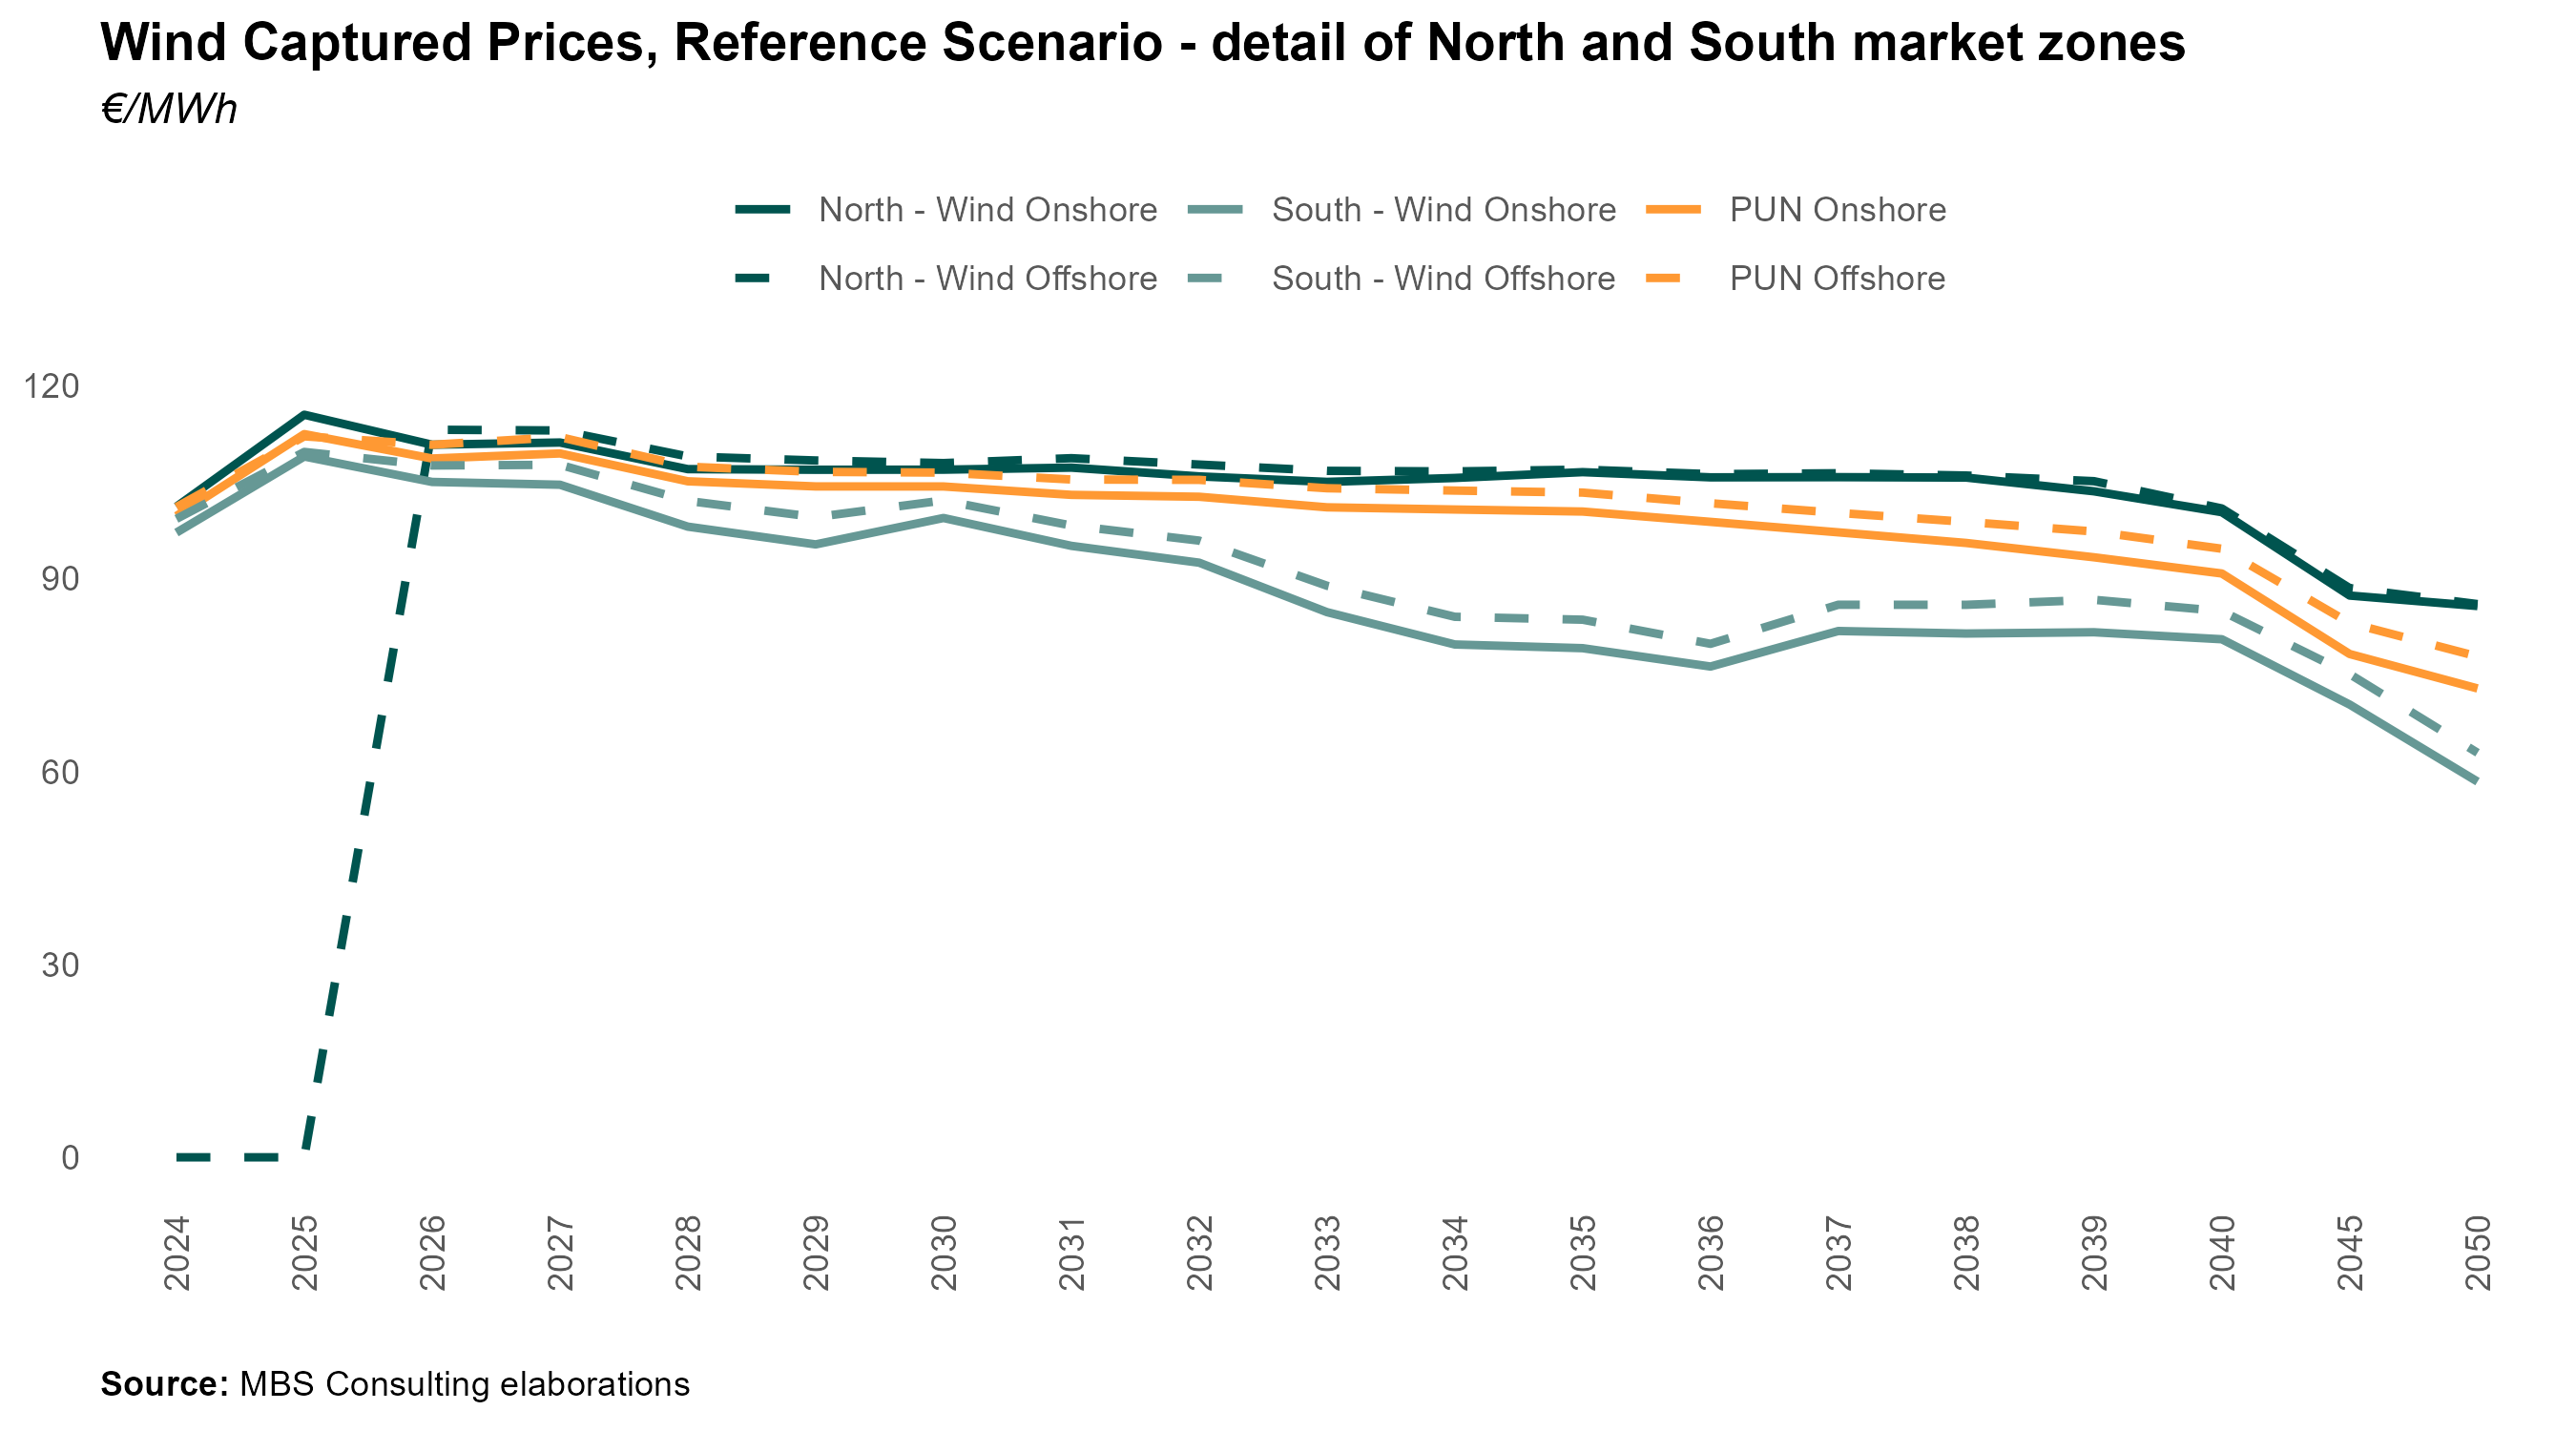 Wind Captured Prices, Reference Scenario - detail of North and South market zones
€/MWh
North - Wind Onshore South - Wind Onshore PUN Onshore
North - Wind Offshore South - Wind Offshore PUN Offshore
120
90
60
30
0
2024 2025 2026 2027 2028 2029 2030 2031 2032 2033 2034 2035 2036 2037 2038 2039 2040 2045 2050
Source: MBS Consulting elaborations